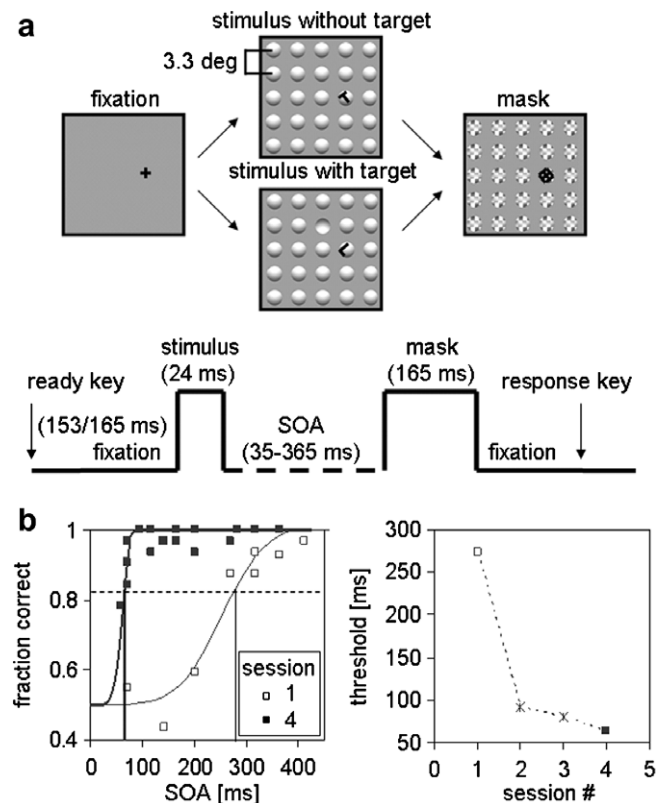 a
stimulus without target
3.3 deg
fixation
mask
stimulus with target
stimulus
(24 ms)
mask
(165 ms)
ready key
response key
(153/165 ms)
fixation
SOA
(35-365 ms)
fixation
b
fraction correct
1
0.8
0.6
0.4
0 100 200 300 400
SOA [ms]
session
1
4
threshold [ms]
300
250
200
150
100
50
0 1 2 3 4 5
session #